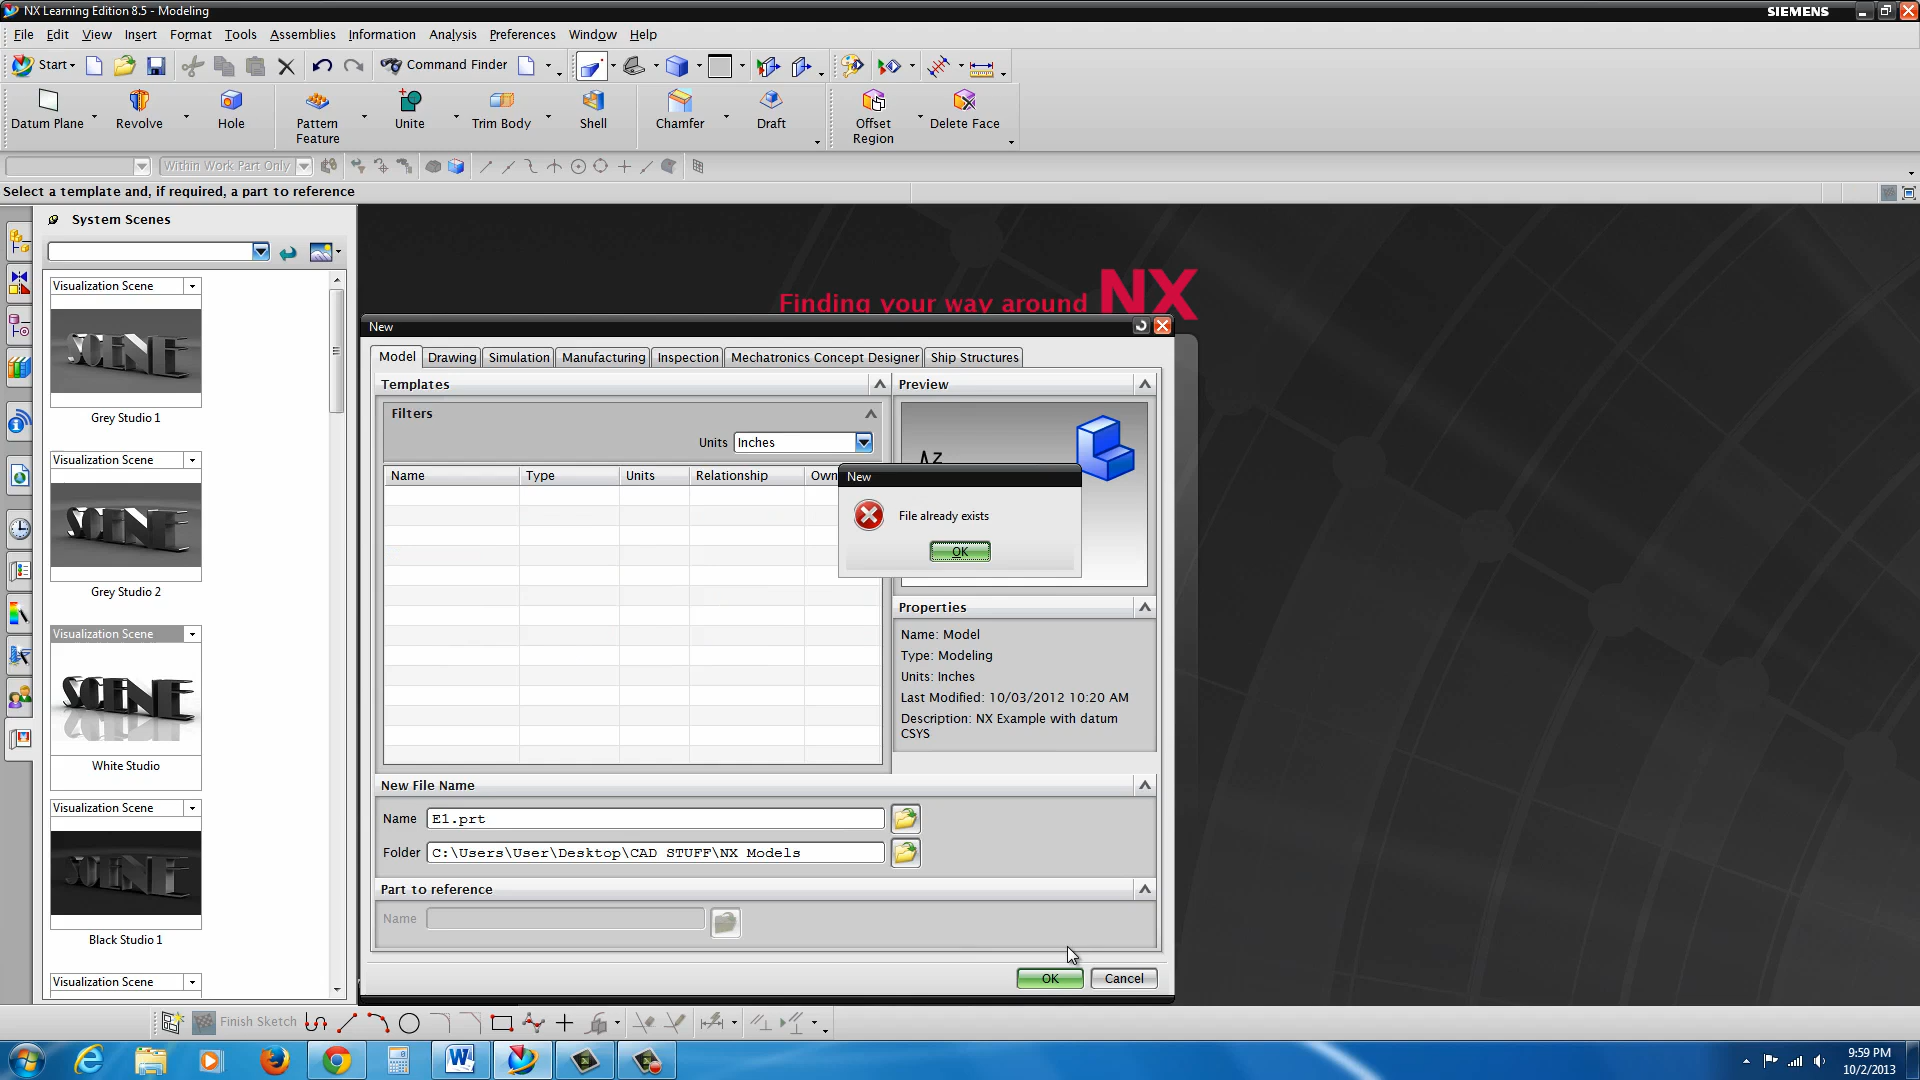 NX Learning Edition 8.5 - Modeling
SIEMENS
File Edit View Insert Format Tools Assemblies Information Analysis Preferences Window Help
Start Command Finder
Datum Plane Revolve Hole Pattern Feature Unite Trim Body Shell Chamfer Draft Offset Region Delete Face
Within Work Part Only
Select a template and, if required, a part to reference
System Scenes
Visualization Scene
SCENE
Grey Studio 1
Visualization Scene
SCENE
Grey Studio 2
Visualization Scene
SCENE
White Studio
Visualization Scene
SCENE
Black Studio 1
Visualization Scene
Finding your way around NX
New
Model Drawing Simulation Manufacturing Inspection Mechatronics Concept Designer Ship Structures
Templates
Filters
Units Inches
Name Type Units Relationship Own
Preview
New
File already exists
OK
Properties
Name: Model
Type: Modeling
Units: Inches
Last Modified: 10/03/2012 10:20 AM
Description: NX Example with datum
CSYS
New File Name
Name E1.prt
Folder C:\Users\User\Desktop\CAD STUFF\NX Models
Part to reference
Name
OK Cancel
Finish Sketch
9:59 PM
10/2/2013